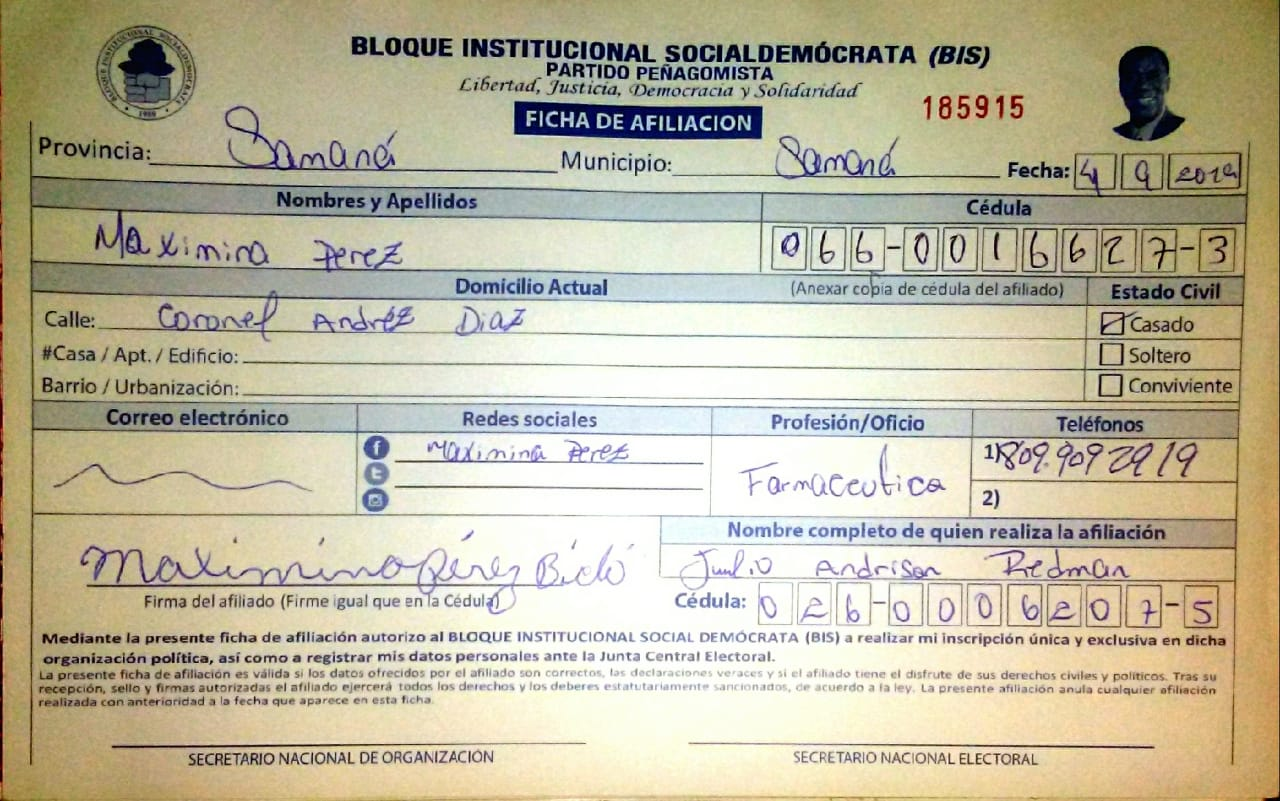 BLOQUE INSTITUCIONAL SOCIALDEMÓCRATA (BIS)
PARTIDO PEÑAGOMISTA
Libertad, Justicia, Democracia y Solidaridad
BLOQUE INSTITUCIONAL SOCIALDEMOCRATA
1989
185915
FICHA DE AFILIACION
Provincia: Samaná Municipio: Samaná Fecha: 4 9 2019
Nombres y Apellidos Cédula
Maximina Perez 066-0016627-3
Domicilio Actual (Anexar copia de cédula del afiliado) Estado Civil
Calle: Coronel Andréz Diaz Casado
#Casa / Apt. / Edificio: Soltero
Barrio / Urbanización: Conviviente
Correo electrónico Redes sociales Profesión/Oficio Teléfonos
Maximina Perez Farmaceutica 1) 809.909 2919
2)
Nombre completo de quien realiza la afiliación
Maximina Pérez Julio Andrison Redman
Firma del afiliado (Firme igual que en la Cédula) Cédula: 026-0006207-5
Mediante la presente ficha de afiliación autorizo al BLOQUE INSTITUCIONAL SOCIAL DEMÓCRATA (BIS) a realizar mi inscripción única y exclusiva en dicha
organización política, así como a registrar mis datos personales ante la Junta Central Electoral.
La presente ficha de afiliación es válida si los datos ofrecidos por el afiliado son correctos, las declaraciones veraces y si el afiliado tiene el disfrute de sus derechos civiles y políticos. Tras su
recepción, sello y firmas autorizadas el afiliado ejercerá todos los derechos y los deberes estatutariamente sancionados, de acuerdo a la ley. La presente afiliación anula cualquier afiliación
realizada con anterioridad a la fecha que aparece en esta ficha.
SECRETARIO NACIONAL DE ORGANIZACIÓN SECRETARIO NACIONAL ELECTORAL